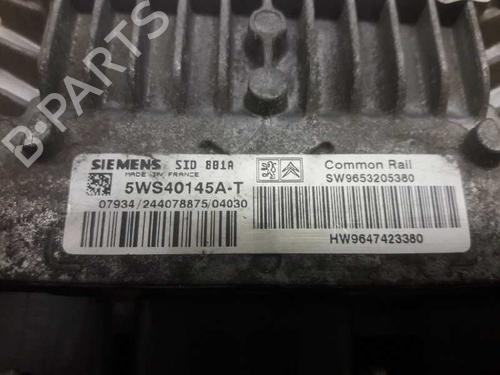 SIEMENS SID 801A
MADE IN FRANCE
5WS40145A-T
07934/244078875/04030
Common Rail
SW9653205380
HW9647423380
B-PARTS